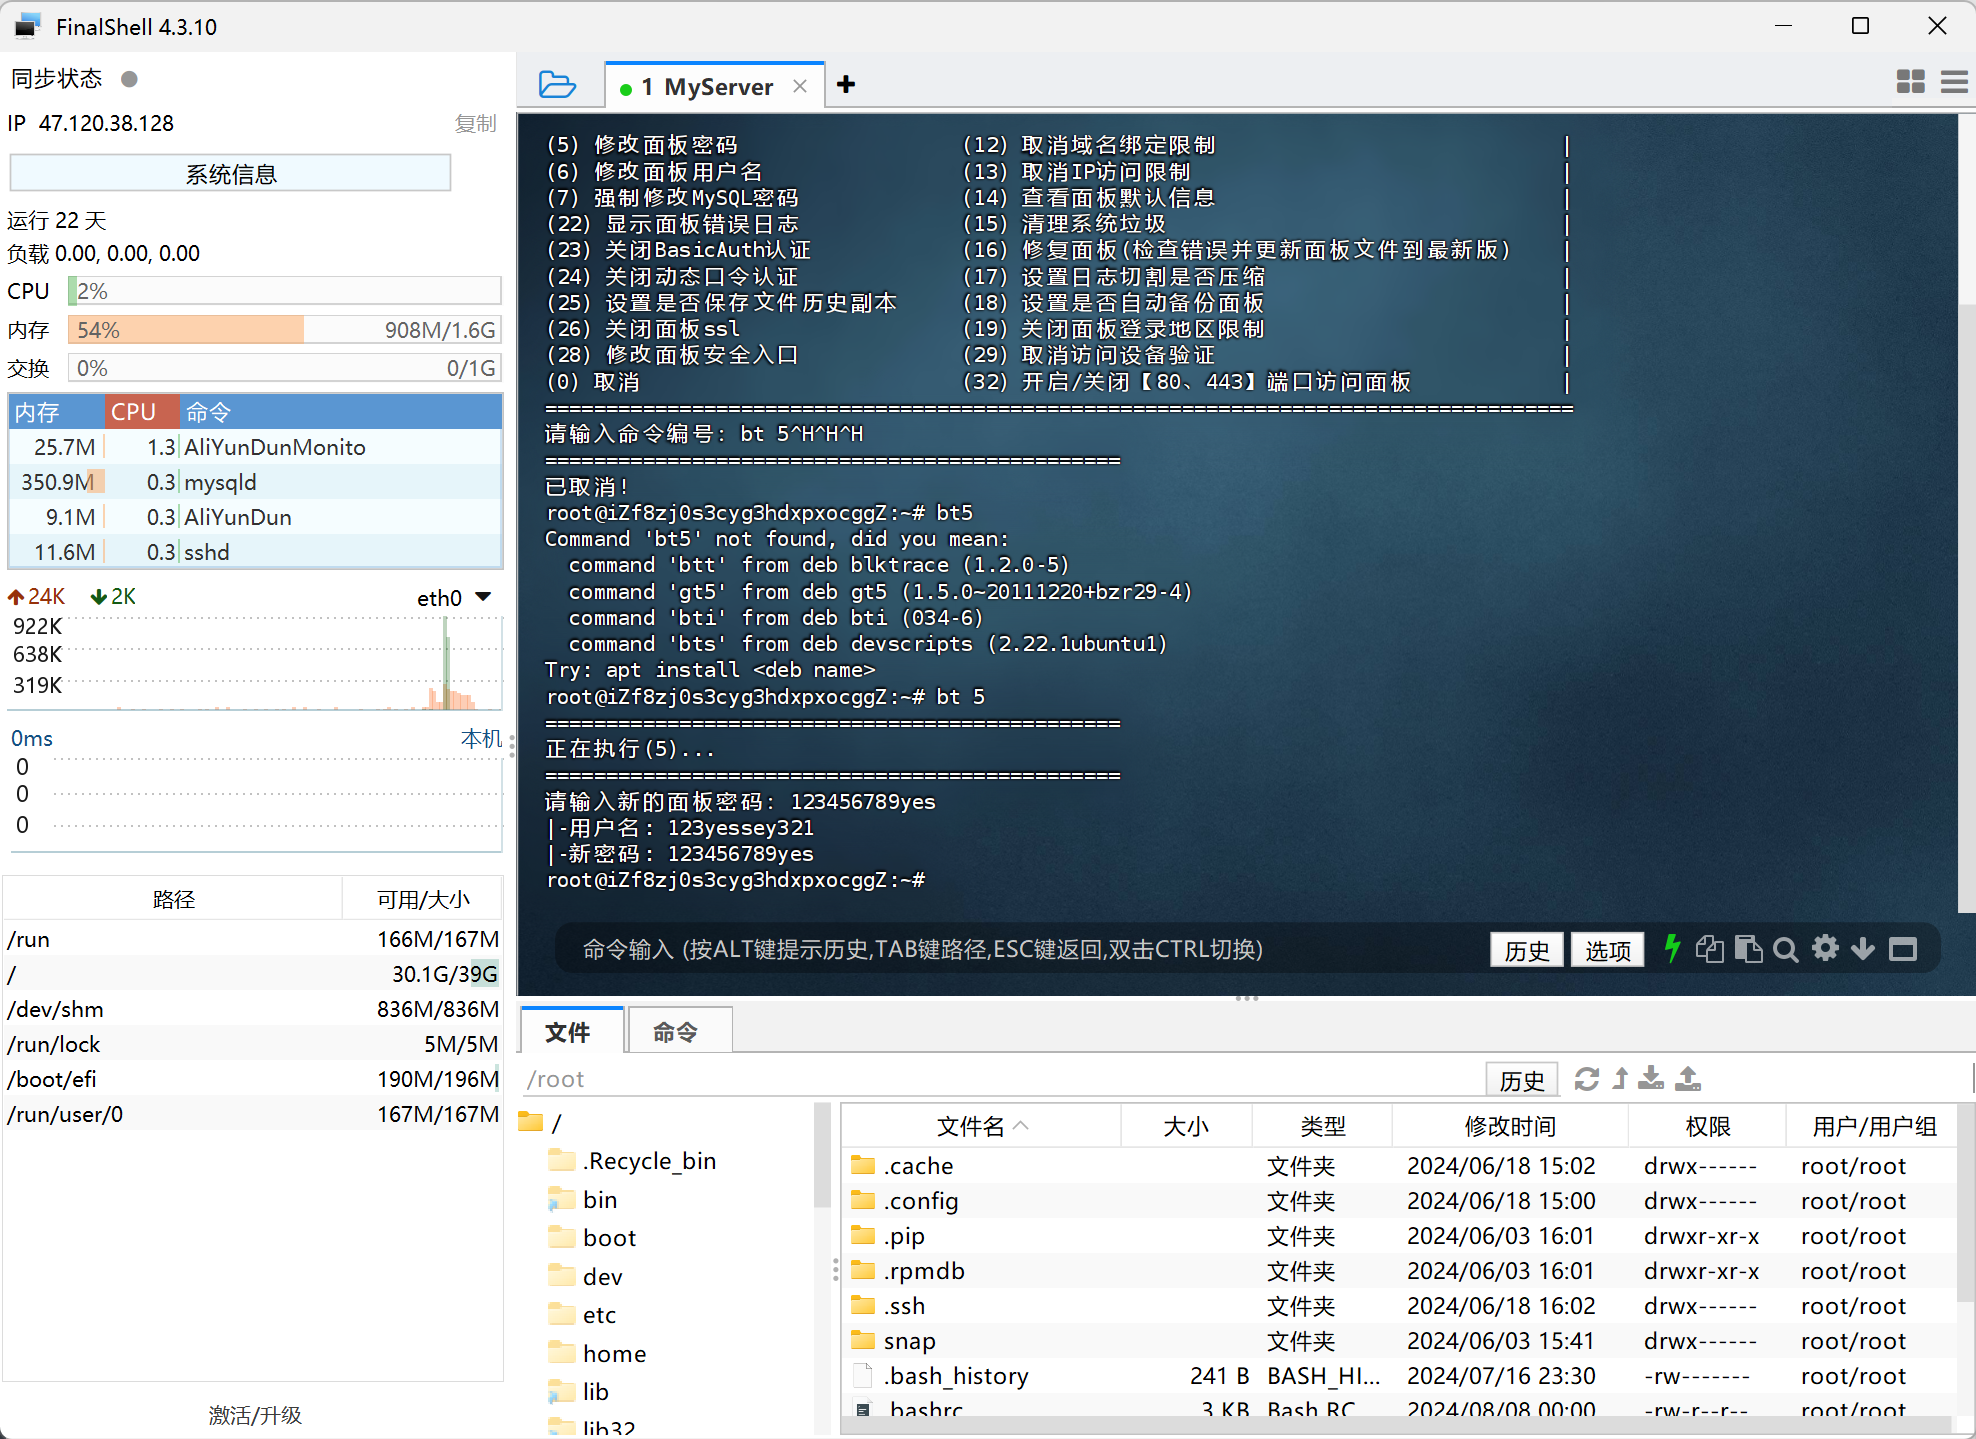 FinalShell 4.3.10
同步状态
IP 47.120.38.128 复制
系统信息
运行 22 天
负载 0.00, 0.00, 0.00
CPU 2%
内存 54% 908M/1.6G
交换 0% 0/1G
内存 CPU 命令
25.7M 1.3 AliYunDunMonito
350.9M 0.3 mysqld
9.1M 0.3 AliYunDun
11.6M 0.3 sshd
24K 2K eth0
922K
638K
319K
0ms 本机
0
0
0
路径 可用/大小
/run 166M/167M
/ 30.1G/39G
/dev/shm 836M/836M
/run/lock 5M/5M
/boot/efi 190M/196M
/run/user/0 167M/167M
激活/升级
1 MyServer
(5) 修改面板密码 (12) 取消域名绑定限制 |
(6) 修改面板用户名 (13) 取消IP访问限制 |
(7) 强制修改MySQL密码 (14) 查看面板默认信息 |
(22) 显示面板错误日志 (15) 清理系统垃圾 |
(23) 关闭BasicAuth认证 (16) 修复面板(检查错误并更新面板文件到最新版) |
(24) 关闭动态口令认证 (17) 设置日志切割是否压缩 |
(25) 设置是否保存文件历史副本 (18) 设置是否自动备份面板 |
(26) 关闭面板ssl (19) 关闭面板登录地区限制 |
(28) 修改面板安全入口 (29) 取消访问设备验证 |
(0) 取消 (32) 开启/关闭【80、443】端口访问面板 |
===================================================================================
请输入命令编号: bt 5^H^H^H
===============================================
已取消!
root@iZf8zj0s3cyg3hdxpxocggZ:~# bt5
Command 'bt5' not found, did you mean:
command 'btt' from deb blktrace (1.2.0-5)
command 'gt5' from deb gt5 (1.5.0~20111220+bzr29-4)
command 'bti' from deb bti (034-6)
command 'bts' from deb devscripts (2.22.1ubuntu1)
Try: apt install <deb name>
root@iZf8zj0s3cyg3hdxpxocggZ:~# bt 5
===============================================
正在执行(5)...
===============================================
请输入新的面板密码: 123456789yes
|-用户名: 123yessey321
|-新密码: 123456789yes
root@iZf8zj0s3cyg3hdxpxocggZ:~#
命令输入 (按ALT键提示历史,TAB键路径,ESC键返回,双击CTRL切换) 历史 选项
文件 命令
/root 历史
/
.Recycle_bin
bin
boot
dev
etc
home
lib
lib32
文件名 大小 类型 修改时间 权限 用户/用户组
.cache 文件夹 2024/06/18 15:02 drwx------ root/root
.config 文件夹 2024/06/18 15:00 drwx------ root/root
.pip 文件夹 2024/06/03 16:01 drwxr-xr-x root/root
.rpmdb 文件夹 2024/06/03 16:01 drwxr-xr-x root/root
.ssh 文件夹 2024/06/18 16:02 drwx------ root/root
snap 文件夹 2024/06/03 15:41 drwx------ root/root
.bash_history 241 B BASH_HI... 2024/07/16 23:30 -rw------- root/root
.bashrc 3 KB Bash RC 2024/08/08 00:00 -rw-r--r-- root/root